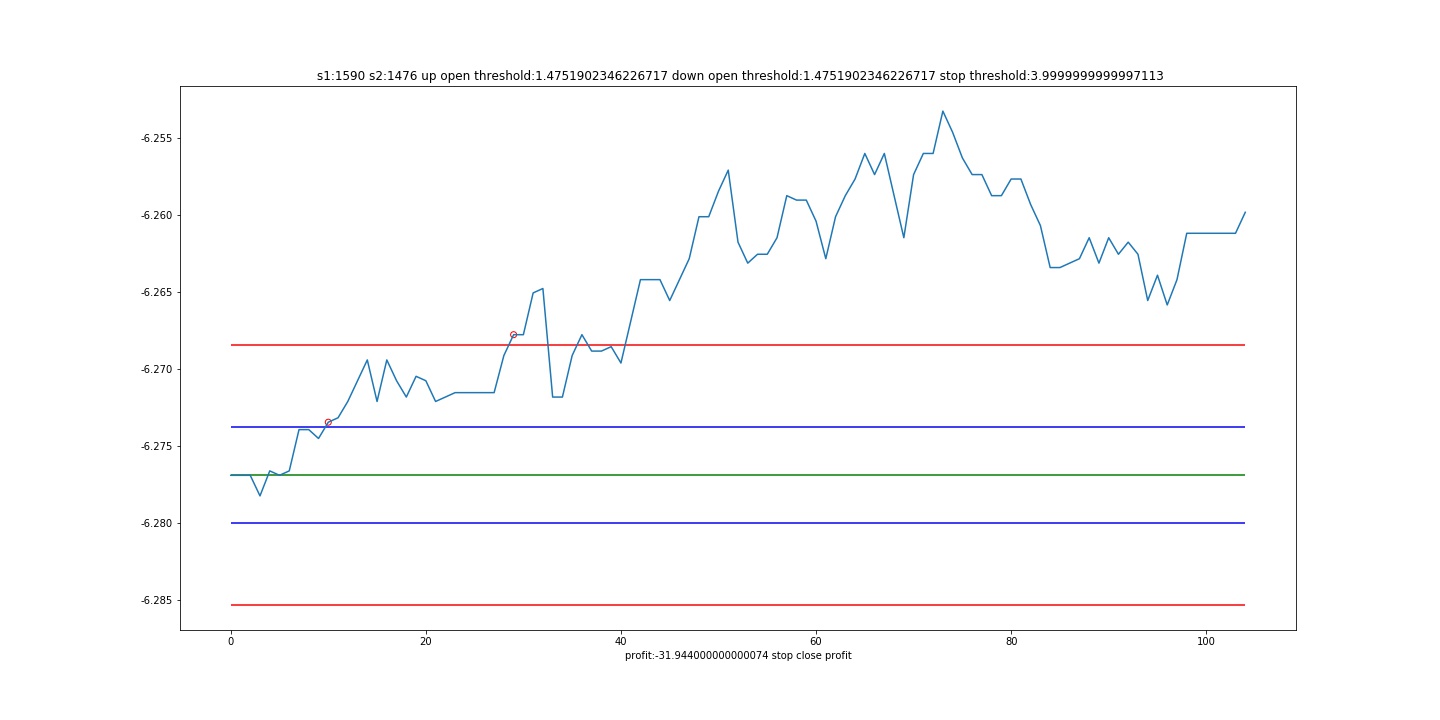 s1:1590 s2:1476 up open threshold:1.4751902346226717 down open threshold:1.4751902346226717 stop threshold:3.9999999999997113
-6.255
-6.260
-6.265
-6.270
-6.275
-6.280
-6.285
0 20 40 60 80 100
profit:-31.944000000000074 stop close profit